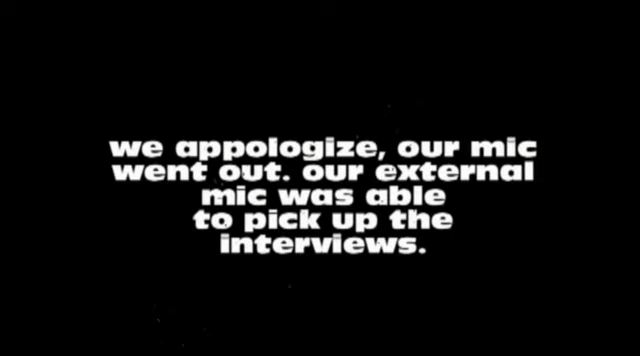 we appologize, our mic
went out. our external
mic was able
to pick up the
interviews.